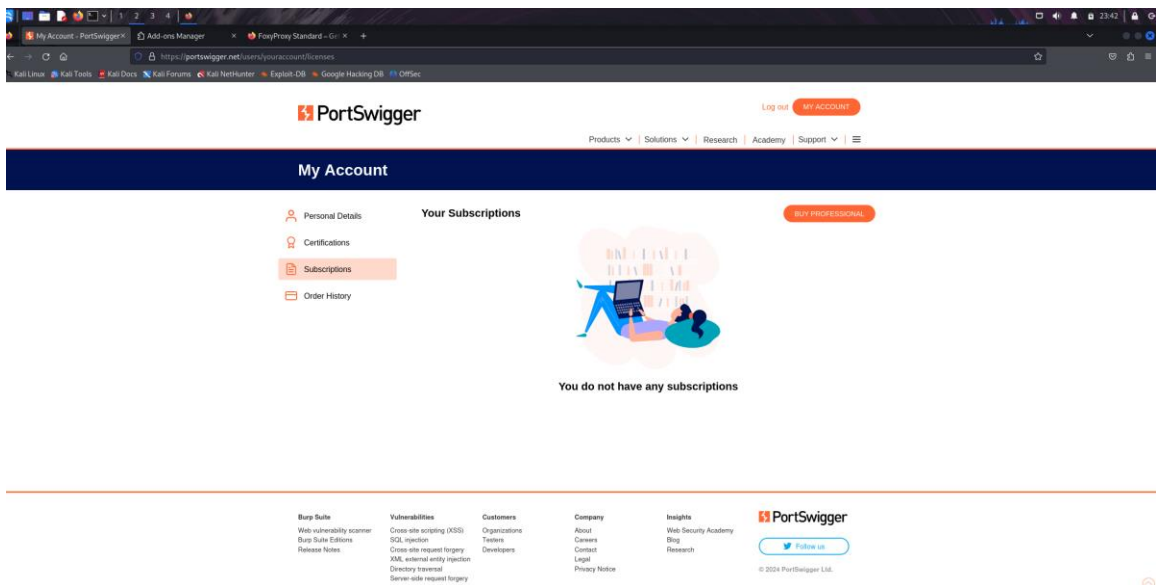 1 2 3 4
23:42
My Account - PortSwigger
Add-ons Manager
FoxyProxy Standard – Ge
https://portswigger.net/users/youraccount/licenses
Kali Linux Kali Tools Kali Docs Kali Forums Kali NetHunter Exploit-DB Google Hacking DB OffSec
PortSwigger
Log out MY ACCOUNT
Products Solutions Research Academy Support
My Account
Personal Details
Certifications
Subscriptions
Order History
Your Subscriptions
BUY PROFESSIONAL
You do not have any subscriptions
Burp Suite
Web vulnerability scanner
Burp Suite Editions
Release Notes
Vulnerabilities
Cross-site scripting (XSS)
SQL injection
Cross-site request forgery
XML external entity injection
Directory traversal
Server-side request forgery
Customers
Organizations
Testers
Developers
Company
About
Careers
Contact
Legal
Privacy Notice
Insights
Web Security Academy
Blog
Research
PortSwigger
Follow us
© 2024 PortSwigger Ltd.